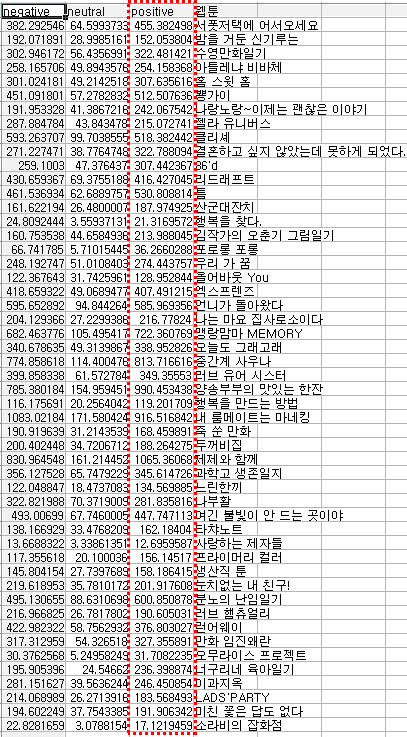 negative neutral positive 웹툰
382.292546 64.5993733 455.382498 서풋저택에 어서오세요
192.071891 28.9985161 152.053804 밤을 거둔 신기루는
302.946172 56.4356991 322.481421 수영만화일기
258.165706 49.8943576 254.158368 아틀레냐 비바체
301.024181 49.2142518 307.635616 홈 스윗 홈
451.091801 57.2782832 512.507636 뽕가이
191.953328 41.3867216 242.067542 나랑노랑~이제는 괜찮은 이야기
287.884784 43.843478 215.072741 젤라 유니버스
593.263707 99.7038555 518.382442 클리셰
271.227471 38.7764748 322.788094 결혼하고 싶지 않았는데 못하게 되었다.
259.1003 47.376437 307.442367 86'd
430.659367 69.3755188 416.427045 리드래프트
461.536934 62.6889757 530.808814 틈
161.622194 26.4800007 187.974925 산군대잔치
24.8092444 3.55937131 21.3169572 행복을 찾다.
160.753538 44.6584936 213.988045 김작가의 오춘기 그림일기
66.741785 5.71015445 36.2660288 포로롱 포롱
248.192747 51.0108403 274.443757 우리 가 꿈
122.367643 31.7425961 128.952844 돌어바웃 You
418.659322 49.0689477 407.491215 엑스프렌즈
595.652892 94.844264 585.969356 언니가 돌아왔다
204.129366 27.2299386 216.77824 나는 마요 집사로소이다
682.463776 105.495417 722.360769 맹랑맘마 MEMORY
340.678635 49.3139867 338.952826 오늘도 그래고래
774.858618 114.400476 813.716616 중간계 사우나
399.858338 61.572784 349.35553 러브 유어 시스터
785.380184 154.959451 990.453438 양송부부의 맛있는 한잔
116.175691 20.2564042 119.201709 행복을 만드는 방법
1083.02184 171.580424 916.516842 내 룸메이트는 마네킹
190.919639 31.2143539 168.459891 죽 쑨 만화
200.402448 34.7206712 188.264275 두꺼비집
830.964548 161.214452 1065.36068 제제와 함께
356.127528 65.7479229 345.614726 과학고 생존일지
122.048847 18.4737083 134.569885 느린한끼
322.821988 70.3719009 281.835816 나부황
493.00699 67.7460005 447.747113 여긴 불빛이 안 드는 곳이야
138.166929 33.4768209 162.18404 타챠노트
13.6688322 3.33861351 12.6959587 사랑하는 제자들
117.355618 20.100036 156.14517 프라이머리 컬러
145.804154 27.7397689 158.186415 생산직 툰
219.618953 35.7810172 201.917608 눈치없는 내 친구!
495.130655 88.6310698 200.850878 분노의 난임일기
216.966825 26.7817802 190.605031 러브 햄츄얼리
422.982322 58.7562932 376.803027 런어웨이
317.312959 54.326518 327.355891 만화 임진왜란
30.3762568 5.24958249 31.7082235 오무라이스 프로젝트
195.905396 24.54662 236.398874 너구리네 육아일기
281.151627 39.5636244 246.450854 이과지옥
214.068989 26.2713916 183.568493 LADS'PARTY
194.602249 37.7543385 191.906342 미친 꽃은 답도 없다
22.8281659 3.0788154 17.1219459 소라비의 잡화점